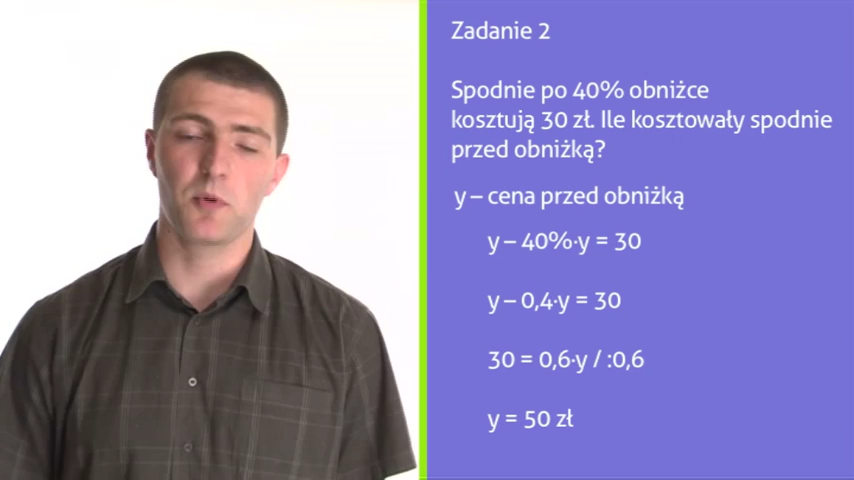 Zadanie 2
Spodnie po 40% obniżce
kosztują 30 zł. Ile kosztowały spodnie
przed obniżką?
y – cena przed obniżką
y – 40%·y = 30
y – 0,4·y = 30
30 = 0,6·y / :0,6
y = 50 zł